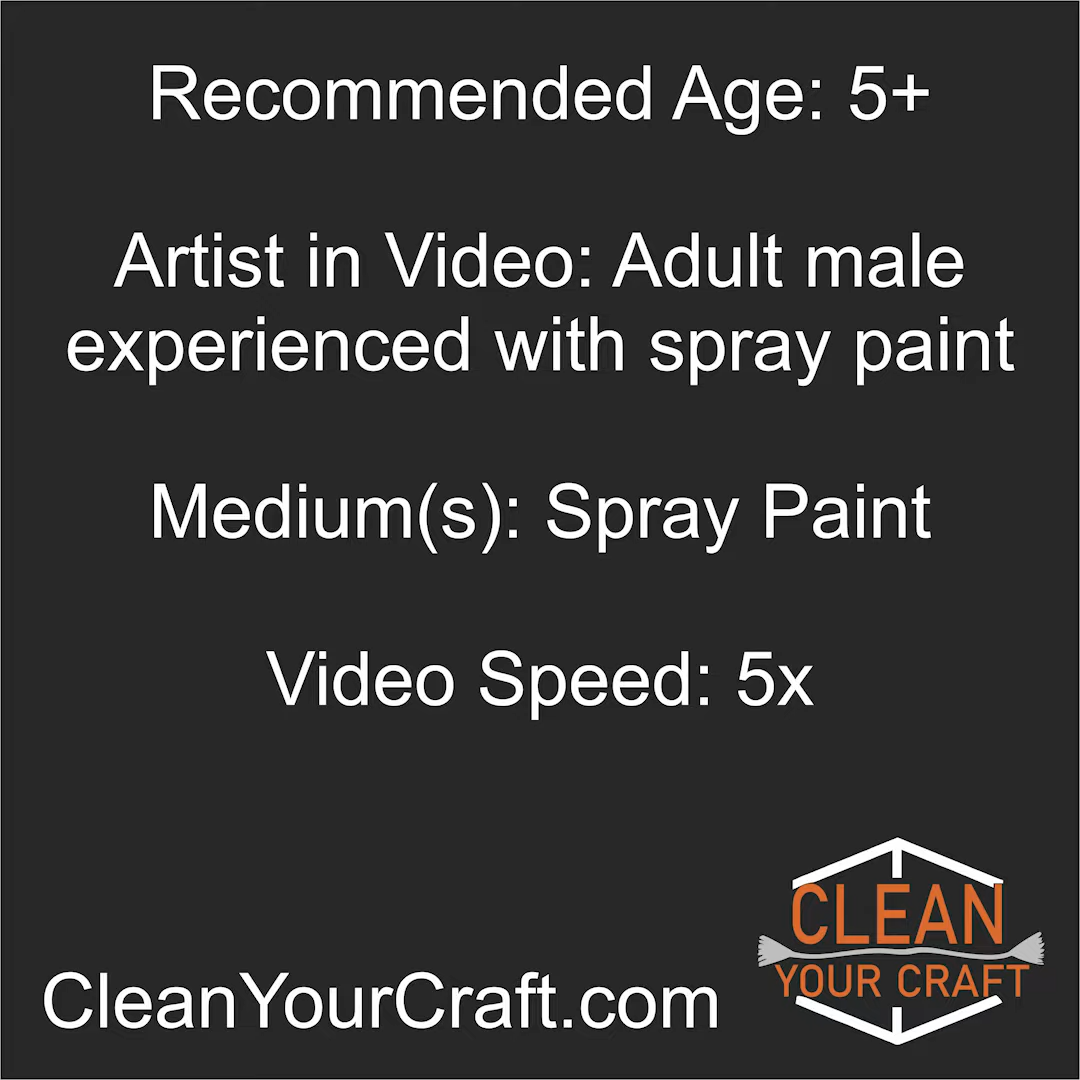 Recommended Age: 5+
Artist in Video: Adult male
experienced with spray paint
Medium(s): Spray Paint
Video Speed: 5x
CLEAN
YOUR CRAFT
CleanYourCraft.com